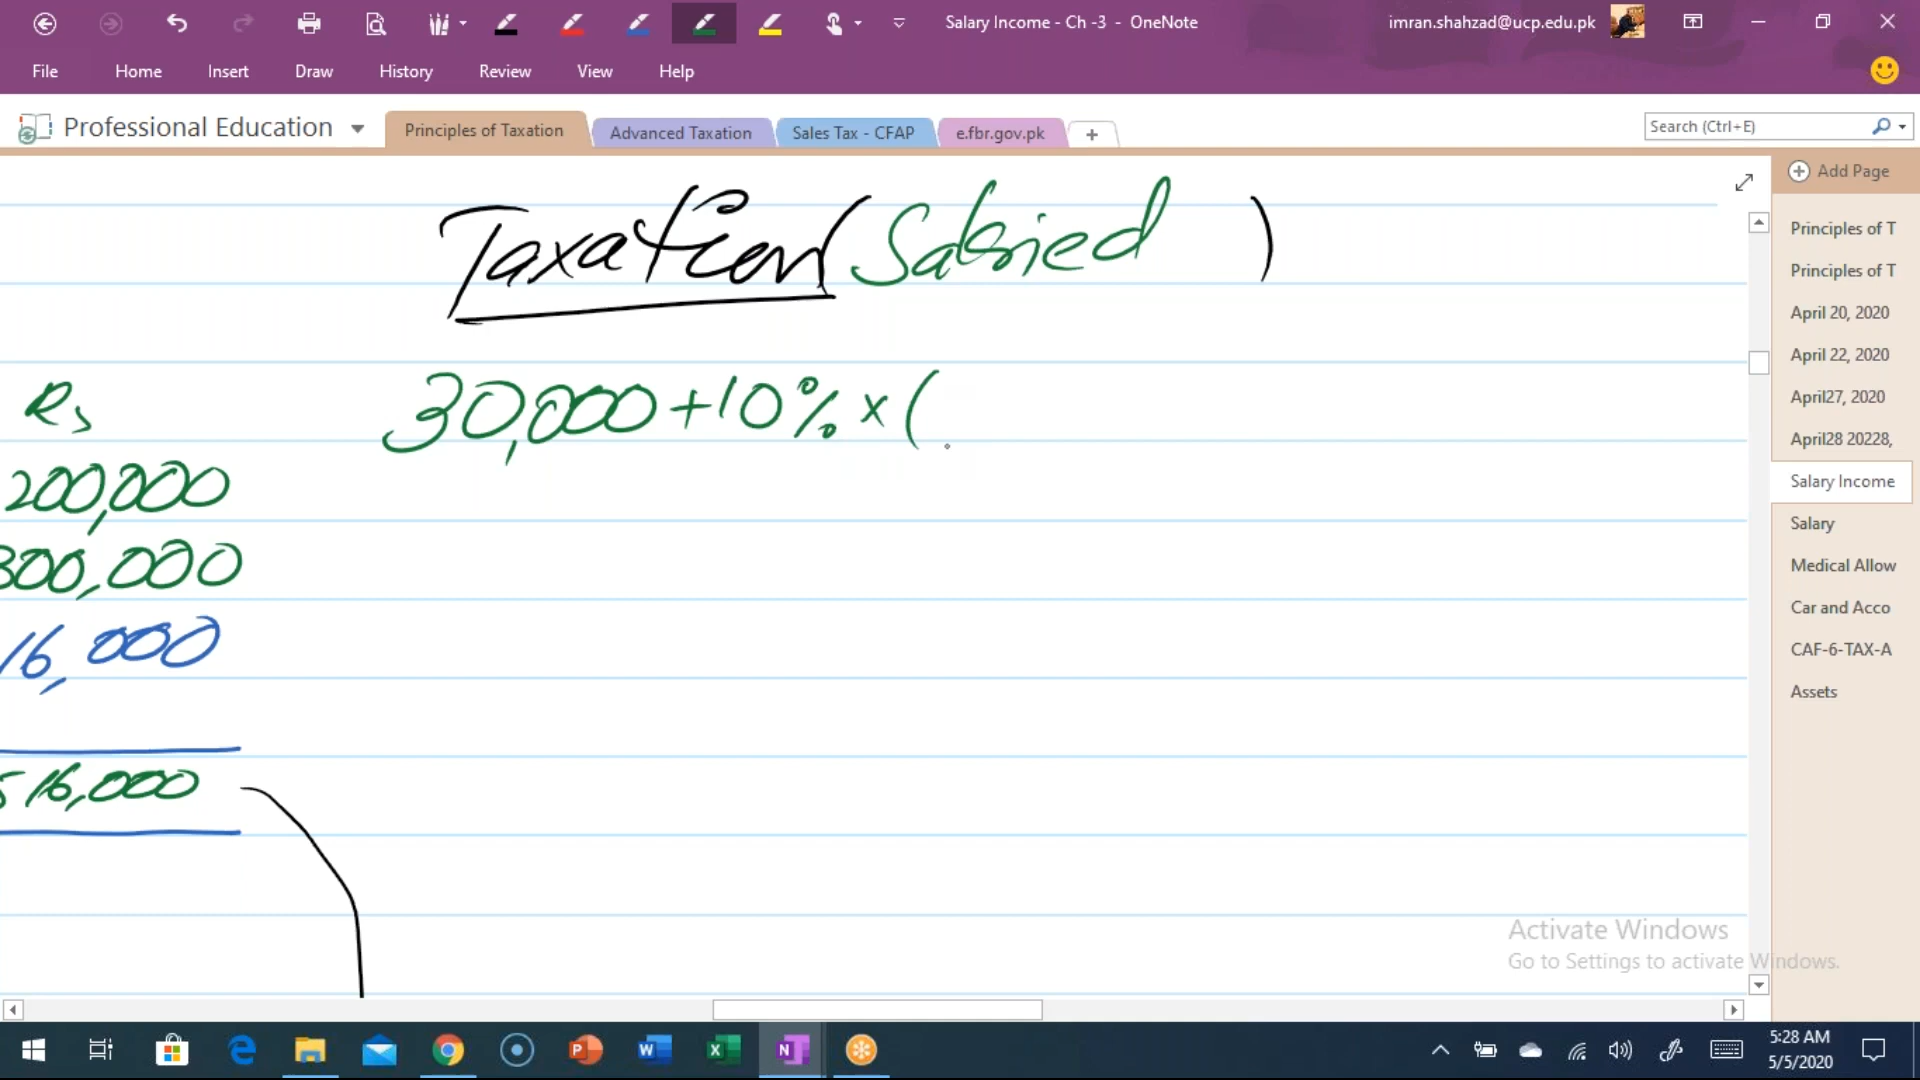 Salary Income - Ch -3 - OneNote
imran.shahzad@ucp.edu.pk
File Home Insert Draw History Review View Help
Professional Education
Principles of Taxation
Advanced Taxation
Sales Tax - CFAP
e.fbr.gov.pk
Search (Ctrl+E)
Add Page
Principles of T
Principles of T
April 20, 2020
April 22, 2020
April27, 2020
April28 20228,
Salary Income
Salary
Medical Allow
Car and Acco
CAF-6-TAX-A
Assets
Taxation( )
Rs
30,000 + 10% × (
200,000
300,000
16,000
516,000
Activate Windows
Go to Settings to activate Windows.
5:28 AM
5/5/2020